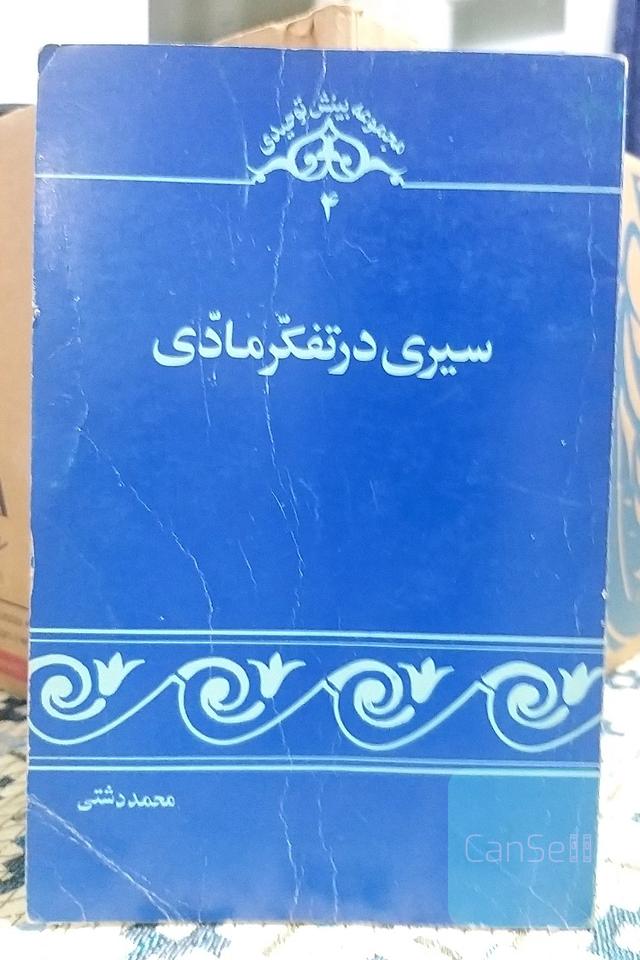 مجموعه بینش توحیدی
۴
سیری در تفکّر مادّی
محمد دشتی
CanSell